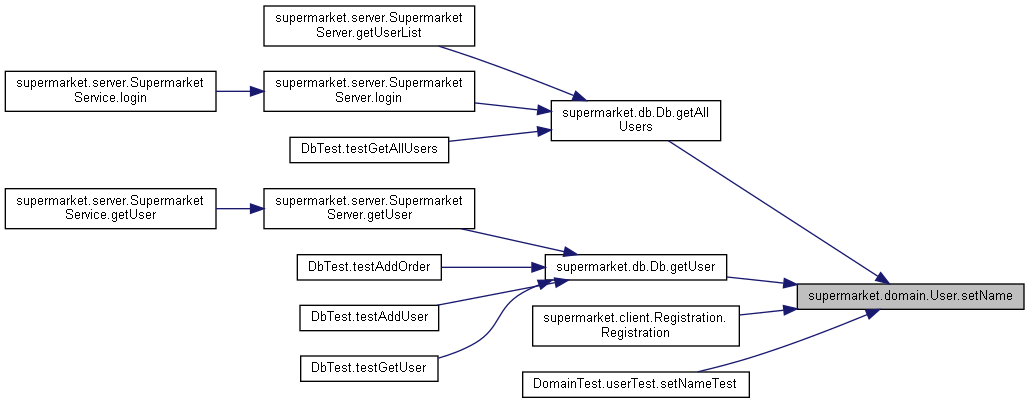 supermarket.server.Supermarket
Server.getUserList
supermarket.server.Supermarket
Service.login
supermarket.server.Supermarket
Server.login
supermarket.db.Db.getAll
Users
DbTest.testGetAllUsers
supermarket.server.Supermarket
Service.getUser
supermarket.server.Supermarket
Server.getUser
DbTest.testAddOrder
supermarket.db.Db.getUser
supermarket.domain.User.setName
DbTest.testAddUser
supermarket.client.Registration.
Registration
DbTest.testGetUser
DomainTest.userTest.setNameTest